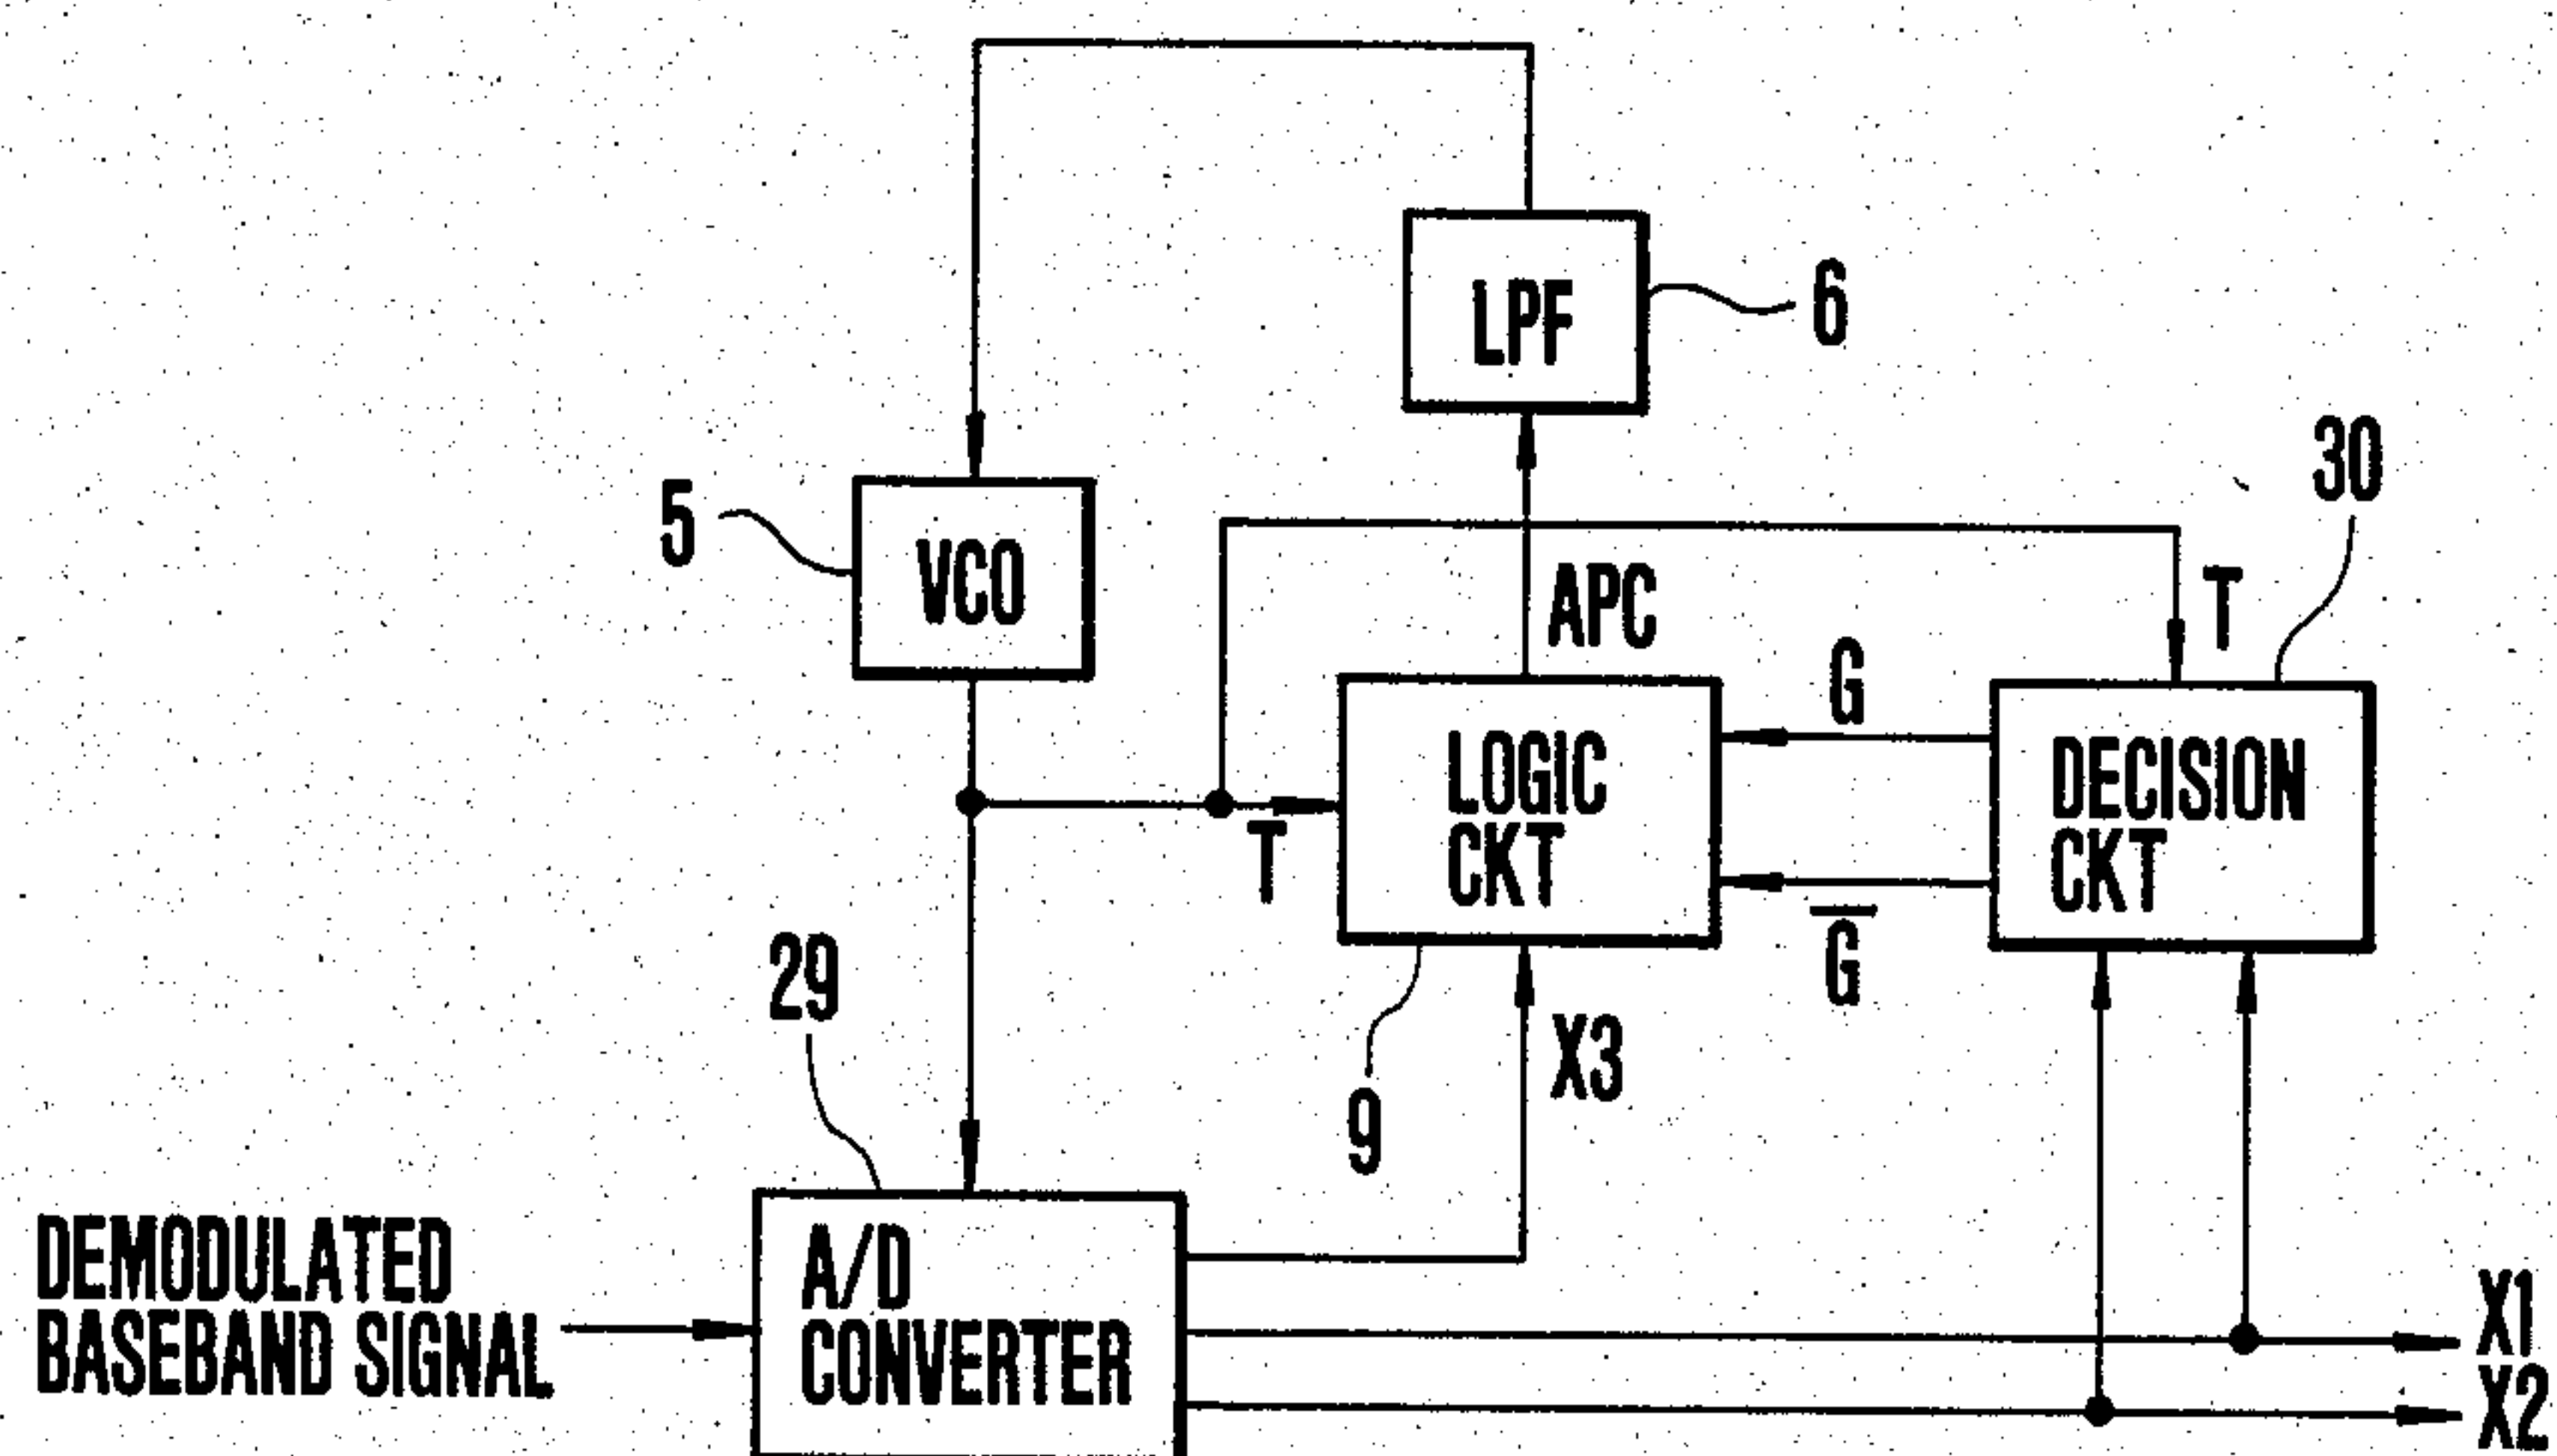 LPF
6
30
5
VCO
APC
T
G
LOGIC
CKT
DECISION
CKT
T
G̅
29
X3
9
DEMODULATED
BASEBAND SIGNAL
A/D
CONVERTER
X1
X2